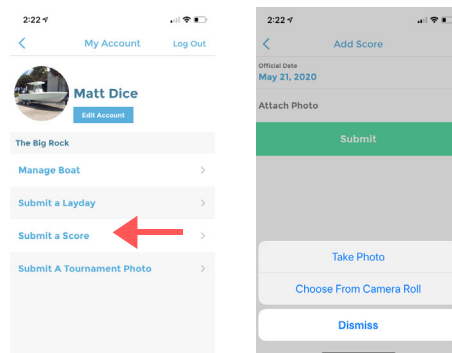 2:22
My Account
Log Out
Matt Dice
Edit Account
The Big Rock
Manage Boat
Submit a Layday
Submit a Score
Submit A Tournament Photo
2:22
Add Score
Official Date
May 21, 2020
Attach Photo
Submit
Take Photo
Choose From Camera Roll
Dismiss